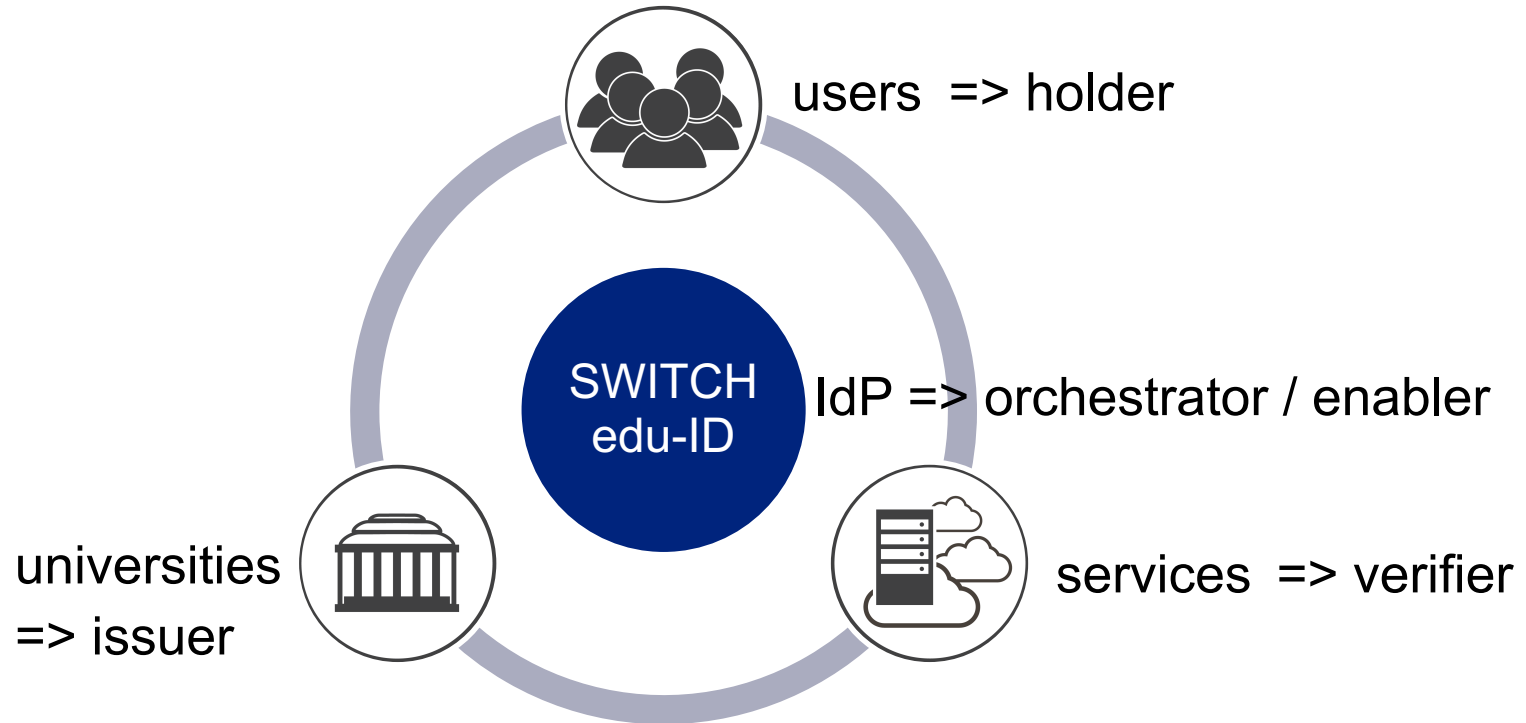 users => holder
SWITCH
edu-ID
IdP => orchestrator / enabler
universities
=> issuer
services => verifier